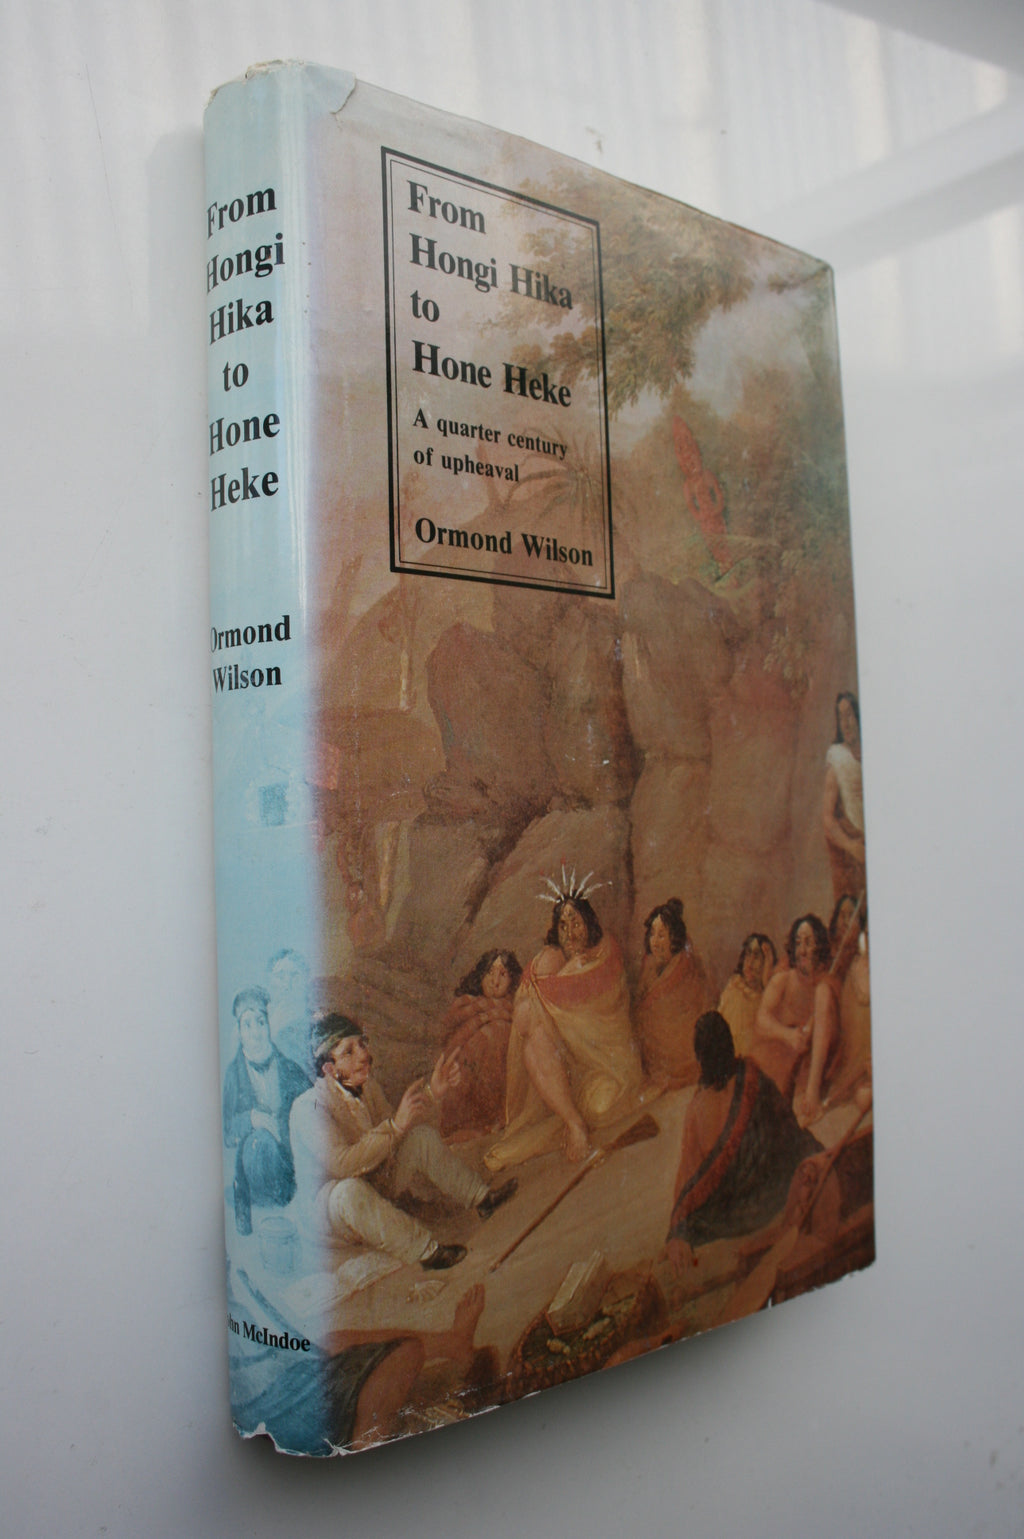 From
Hongi
Hika
to
Hone
Heke
Ormond
Wilson
John McIndoe
From
Hongi Hika
to
Hone Heke
A quarter century
of upheaval
Ormond Wilson